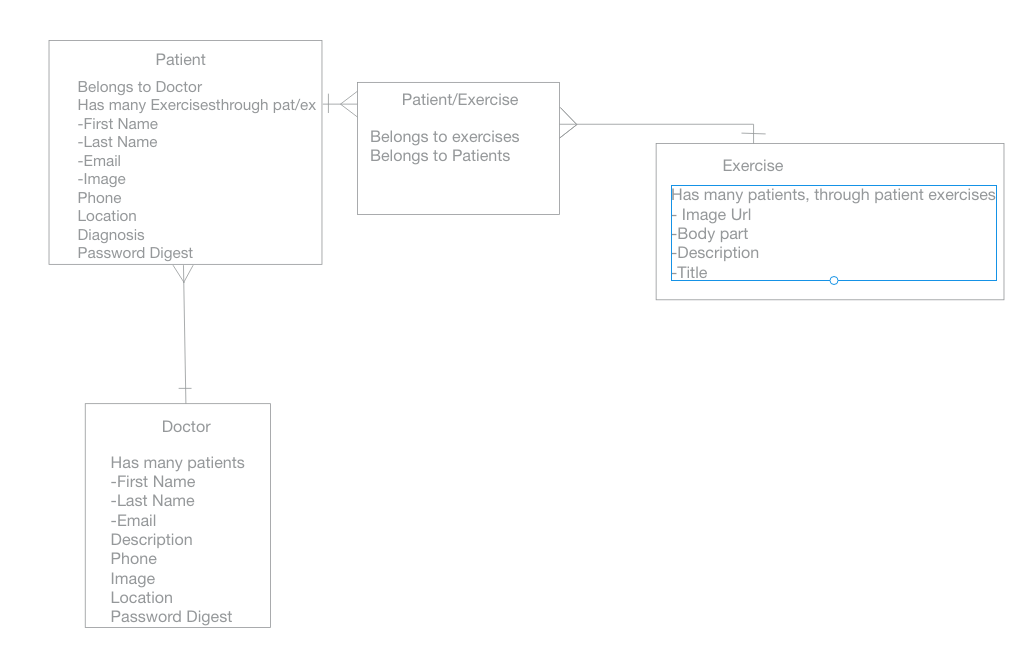 Patient
Belongs to Doctor
Has many Exercisesthrough pat/ex
-First Name
-Last Name
-Email
-Image
Phone
Location
Diagnosis
Password Digest
Patient/Exercise
Belongs to exercises
Belongs to Patients
Exercise
Has many patients, through patient exercises
- Image Url
-Body part
-Description
-Title
Doctor
Has many patients
-First Name
-Last Name
-Email
Description
Phone
Image
Location
Password Digest